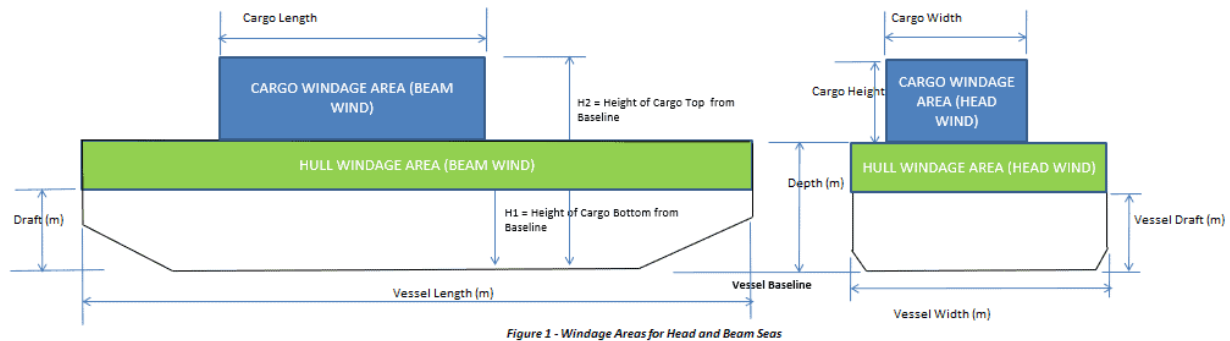 Cargo Length
CARGO WINDAGE AREA (BEAM
WIND)
H2 = Height of Cargo Top from
Baseline
HULL WINDAGE AREA (BEAM WIND)
Draft (m)
H1 = Height of Cargo Bottom from
Baseline
Vessel Length (m)
Cargo Width
Cargo Height
CARGO WINDAGE
AREA (HEAD
WIND)
Depth (m)
HULL WINDAGE AREA (HEAD WIND)
Vessel Draft (m)
Vessel Baseline
Vessel Width (m)
Figure 1 - Windage Areas for Head and Beam Seas